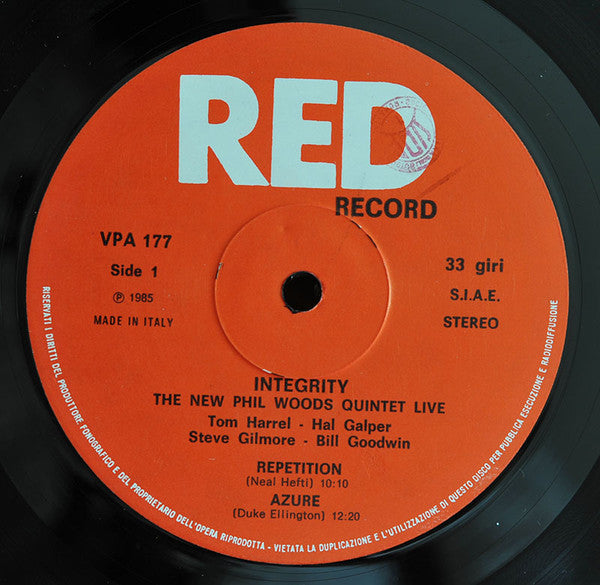 RED
RECORD
VPA 177
Side 1
℗ 1985
MADE IN ITALY
33 giri
S.I.A.E.
STEREO
INTEGRITY
THE NEW PHIL WOODS QUINTET LIVE
Tom Harrel - Hal Galper
Steve Gilmore - Bill Goodwin
REPETITION
(Neal Hefti) 10:10
AZURE
(Duke Ellington) 12:20
RISERVATI I DIRITTI DEL PRODUTTORE FONOGRAFICO E DEL PROPRIETARIO DELL'OPERA RIPRODOTTA - VIETATA LA DUPLICAZIONE E L'UTILIZZAZIONE DI QUESTO DISCO PER PUBBLICA ESECUZIONE E RADIODIFFUSIONE